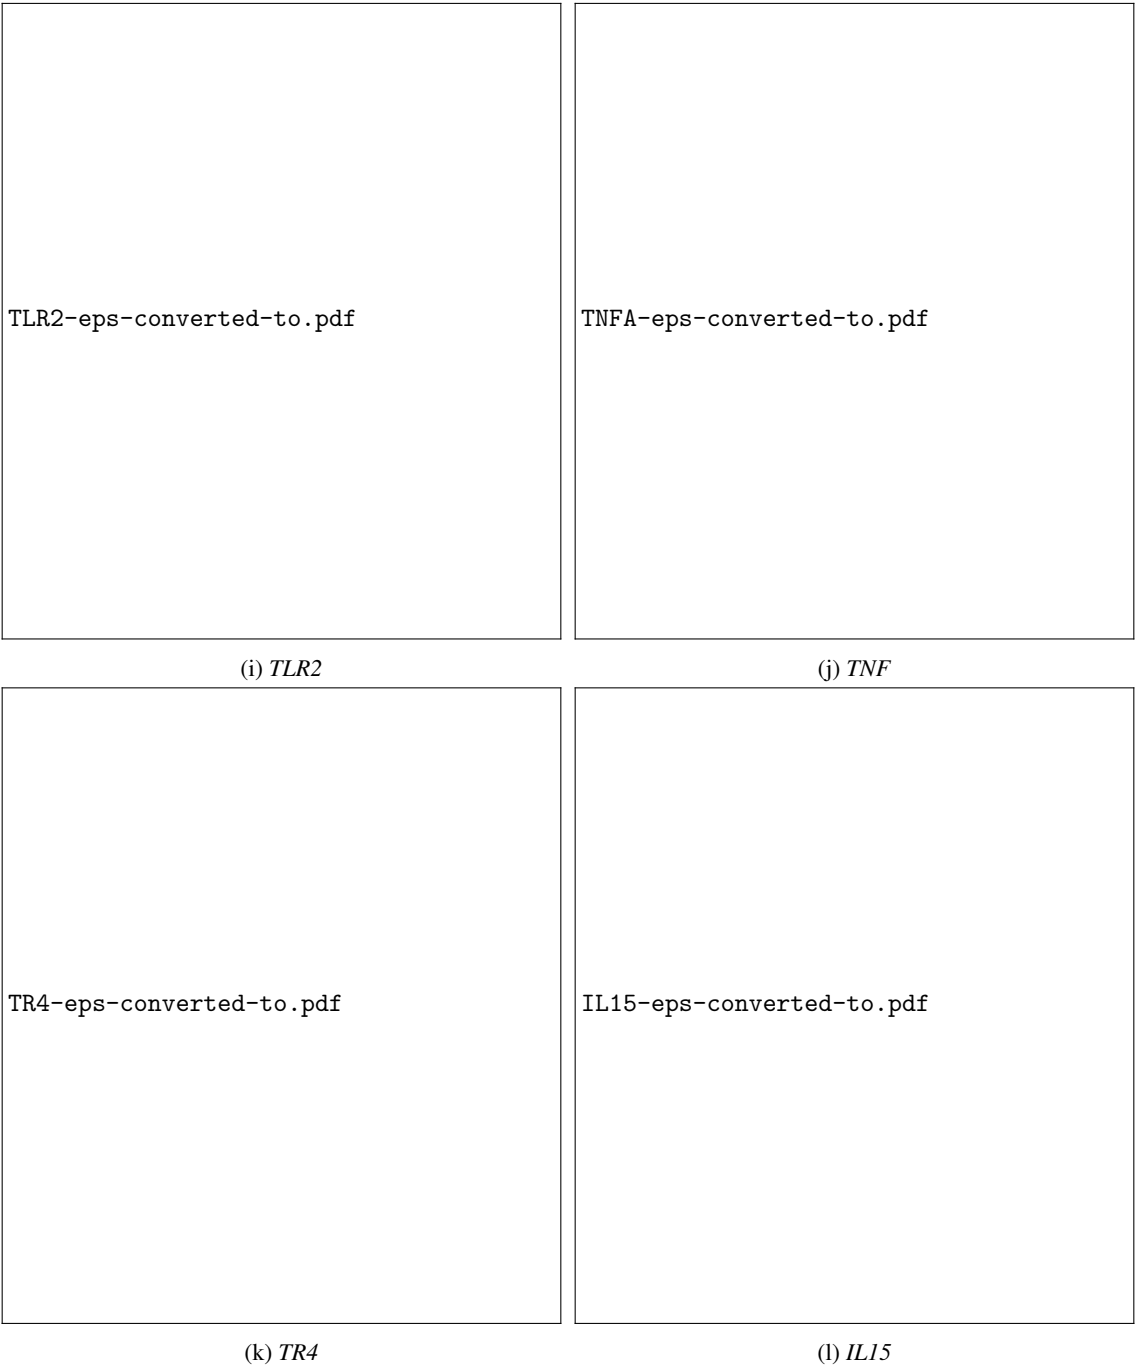 TLR2-eps-converted-to.pdf
TNFA-eps-converted-to.pdf
(i) TLR2
(j) TNF
TR4-eps-converted-to.pdf
IL15-eps-converted-to.pdf
(k) TR4
(l) IL15